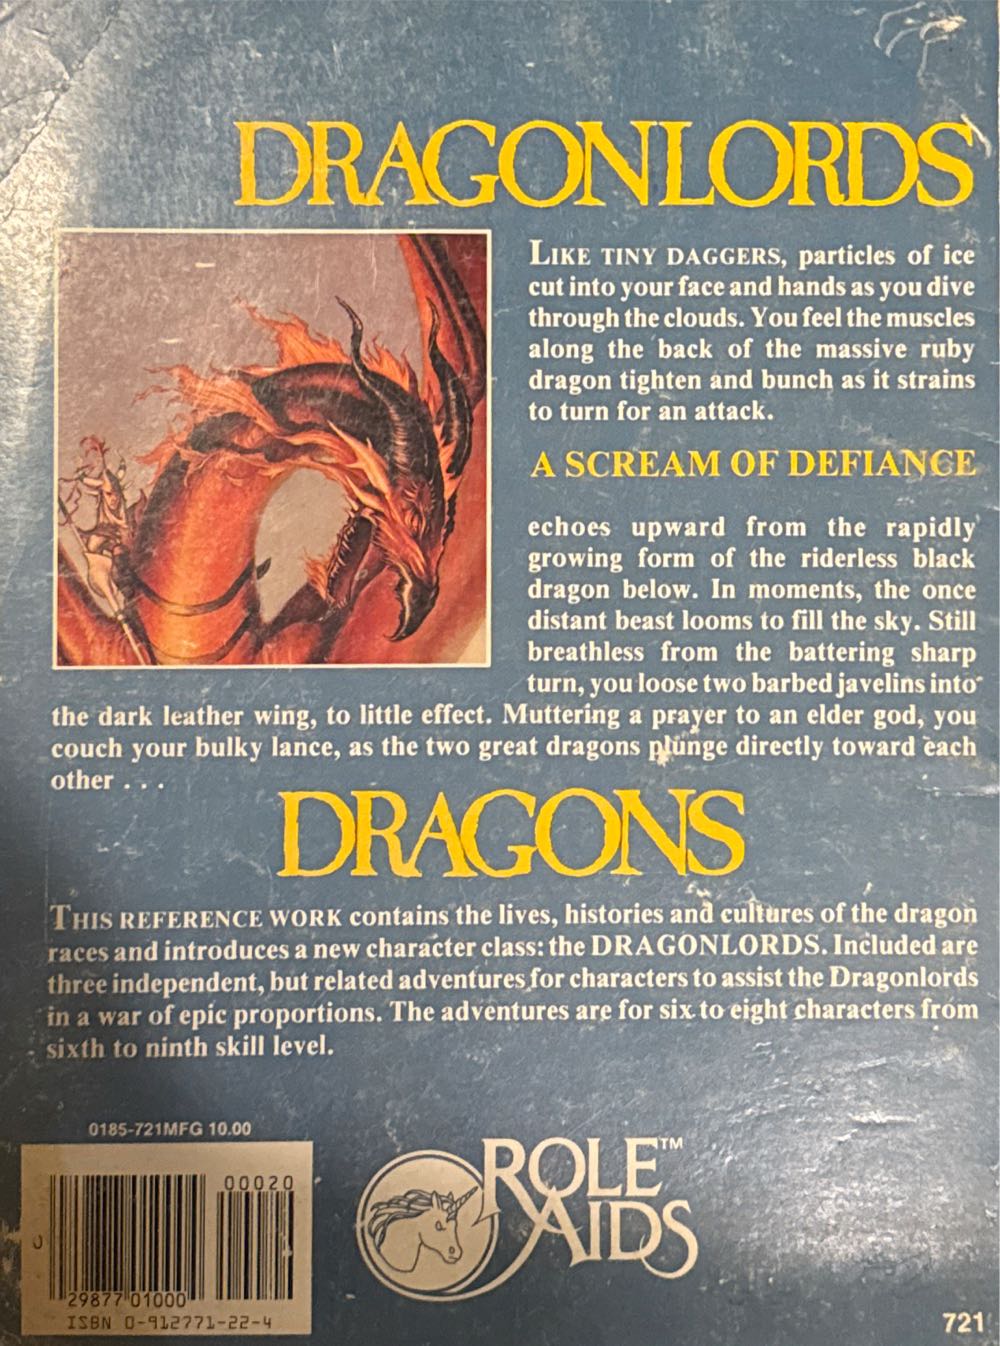 DRAGONLORDS
LIKE TINY DAGGERS, particles of ice
cut into your face and hands as you dive
through the clouds. You feel the muscles
along the back of the massive ruby
dragon tighten and bunch as it strains
to turn for an attack.
A SCREAM OF DEFIANCE
echoes upward from the rapidly
growing form of the riderless black
dragon below. In moments, the once
distant beast looms to fill the sky. Still
breathless from the battering sharp
turn, you loose two barbed javelins into
the dark leather wing, to little effect. Muttering a prayer to an elder god, you
couch your bulky lance, as the two great dragons plunge directly toward each
other . . .
DRAGONS
THIS REFERENCE WORK contains the lives, histories and cultures of the dragon
races and introduces a new character class: the DRAGONLORDS. Included are
three independent, but related adventures for characters to assist the Dragonlords
in a war of epic proportions. The adventures are for six to eight characters from
sixth to ninth skill level.
0185-721MFG 10.00
00020
0
29877 01000
ISBN 0-912771-22-4
ROLE™
AIDS
721